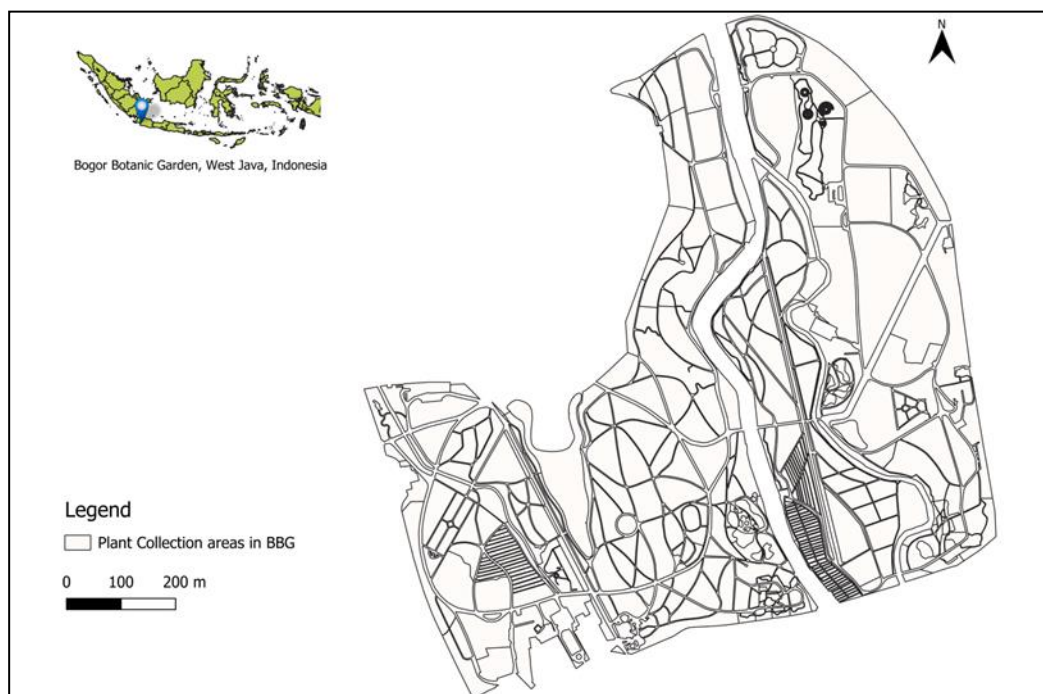 N
Bogor Botanic Garden, West Java, Indonesia
Legend
Plant Collection areas in BBG
0 100 200 m